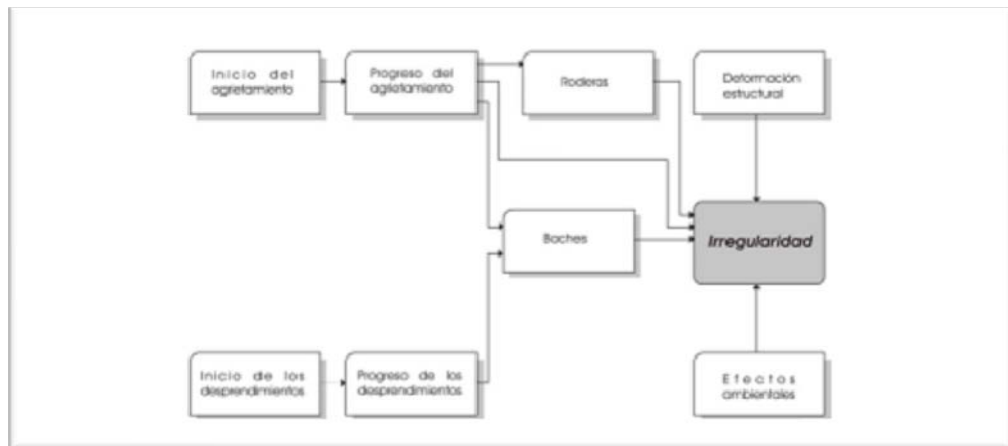 Inicio del
agrietamiento
Progreso del
agrietamiento
Roderas
Deformación
estructural
Baches
Irregularidad
Inicio de los
desprendimientos
Progreso de los
desprendimientos
Efectos
ambientales